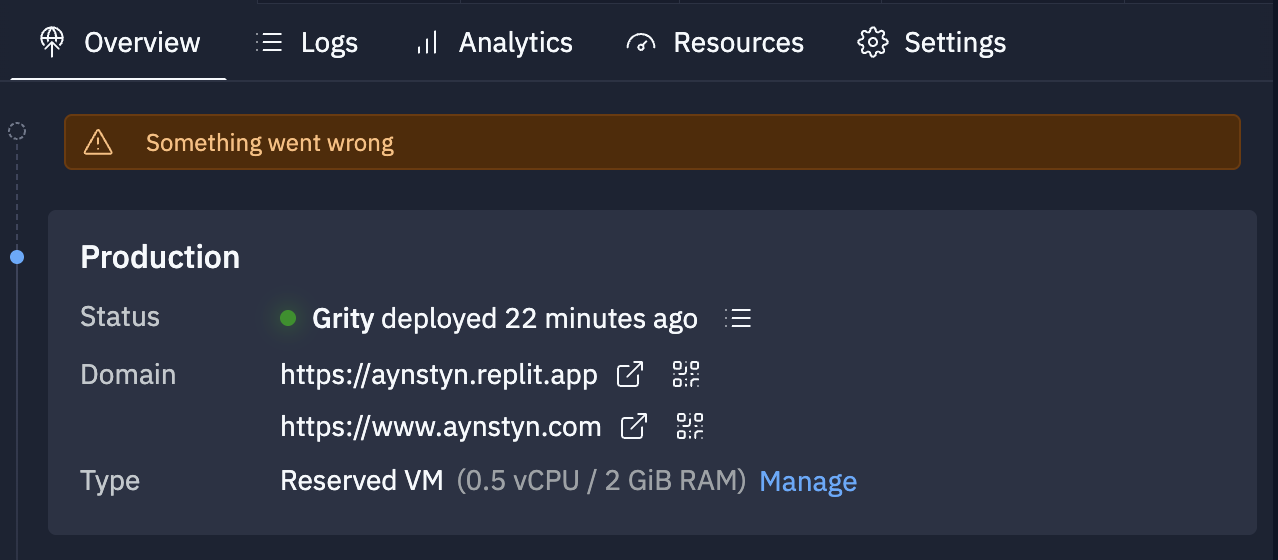 Overview Logs Analytics Resources Settings
Something went wrong
Production
Status Grity deployed 22 minutes ago
Domain https://aynstyn.replit.app
https://www.aynstyn.com
Type Reserved VM (0.5 vCPU / 2 GiB RAM) Manage